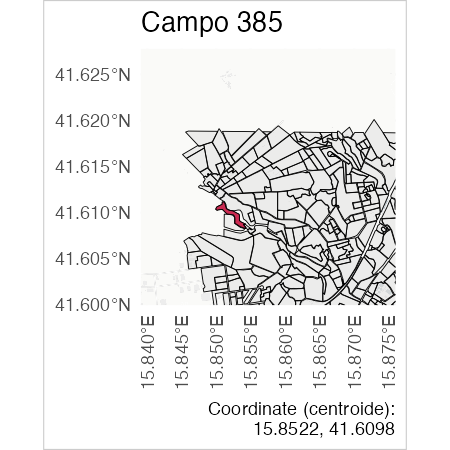 Campo 385
41.625°N
41.620°N
41.615°N
41.610°N
41.605°N
41.600°N
15.840°E
15.845°E
15.850°E
15.855°E
15.860°E
15.865°E
15.870°E
15.875°E
Coordinate (centroide):
15.8522, 41.6098